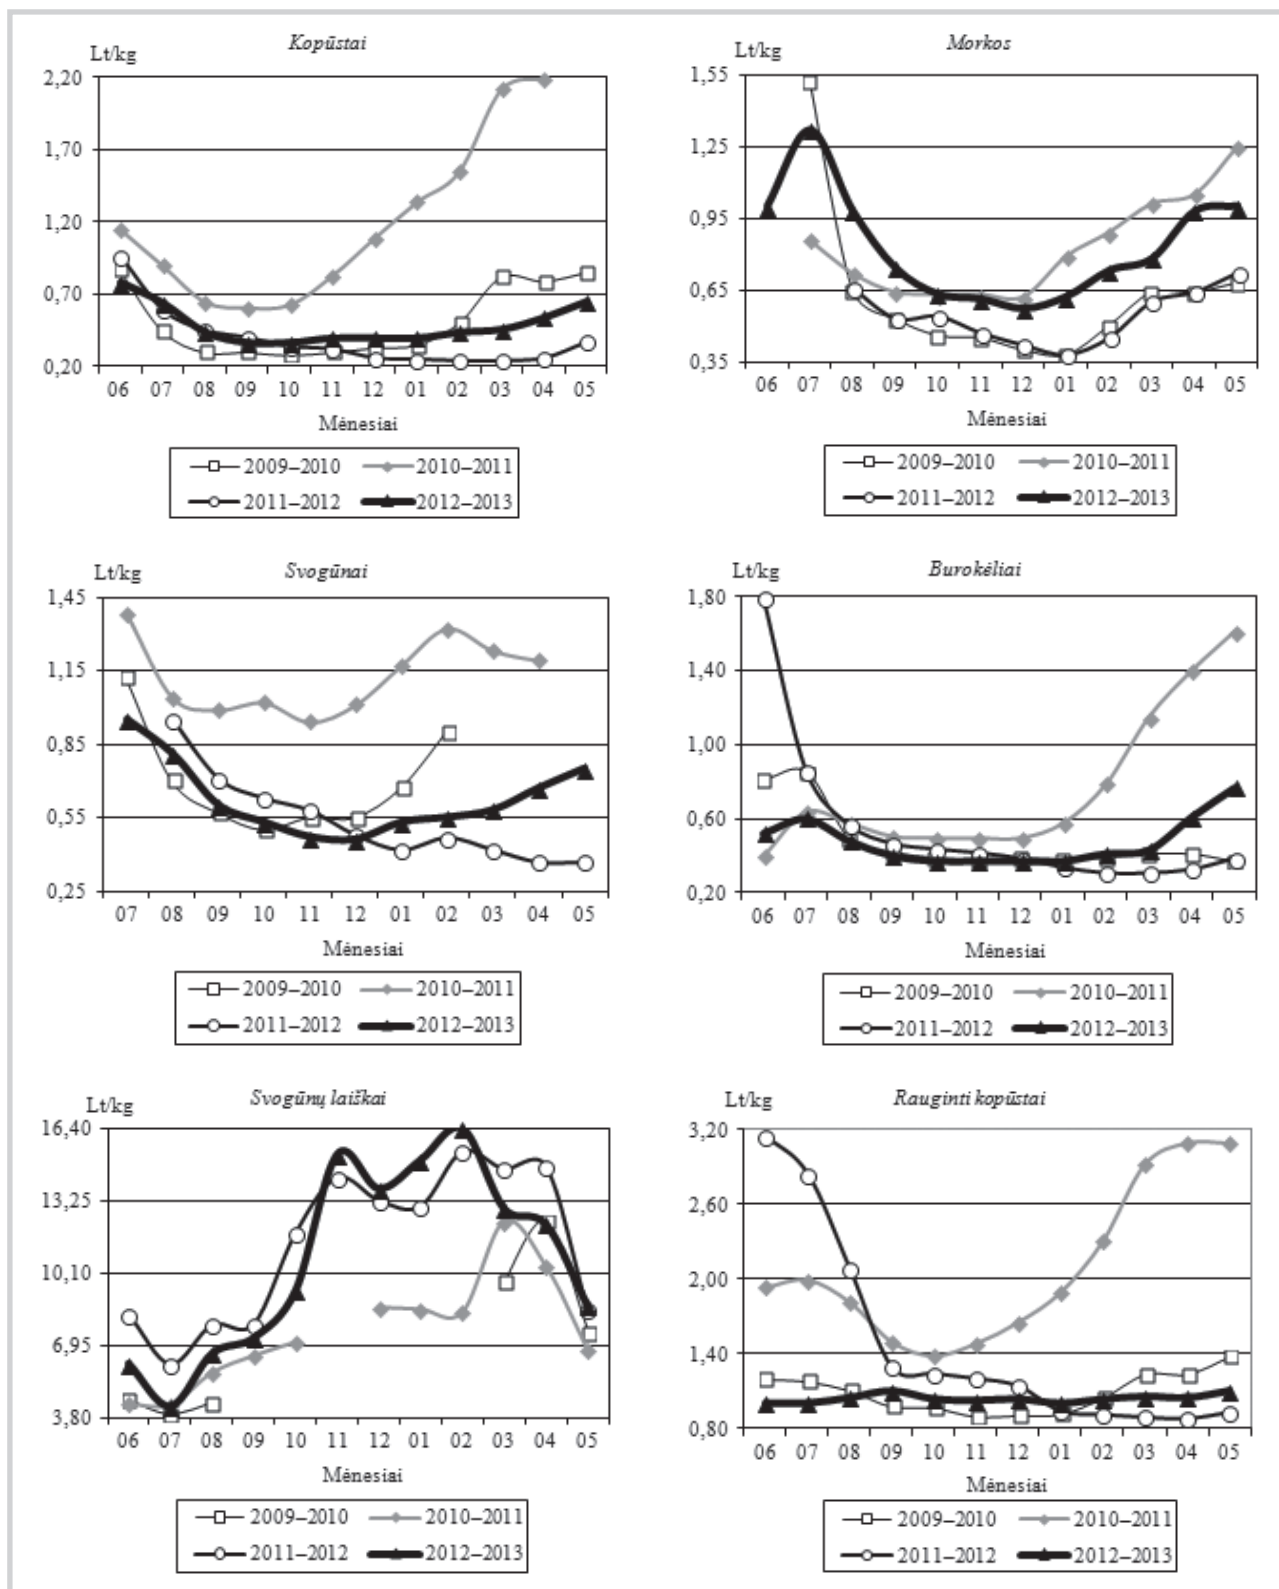 Kopūstai
Lt/kg
2,20
1,70
1,20
0,70
0,20
06 07 08 09 10 11 12 01 02 03 04 05
Mėnesiai
2009–2010 2010–2011
2011–2012 2012–2013
Morkos
Lt/kg
1,55
1,25
0,95
0,65
0,35
06 07 08 09 10 11 12 01 02 03 04 05
Mėnesiai
2009–2010 2010–2011
2011–2012 2012–2013
Svogūnai
Lt/kg
1,45
1,15
0,85
0,55
0,25
07 08 09 10 11 12 01 02 03 04 05
Mėnesiai
2009–2010 2010–2011
2011–2012 2012–2013
Burokėliai
Lt/kg
1,80
1,40
1,00
0,60
0,20
06 07 08 09 10 11 12 01 02 03 04 05
Mėnesiai
2009–2010 2010–2011
2011–2012 2012–2013
Svogūnų laiškai
Lt/kg
16,40
13,25
10,10
6,95
3,80
06 07 08 09 10 11 12 01 02 03 04 05
Mėnesiai
2009–2010 2010–2011
2011–2012 2012–2013
Rauginti kopūstai
Lt/kg
3,20
2,60
2,00
1,40
0,80
06 07 08 09 10 11 12 01 02 03 04 05
Mėnesiai
2009–2010 2010–2011
2011–2012 2012–2013